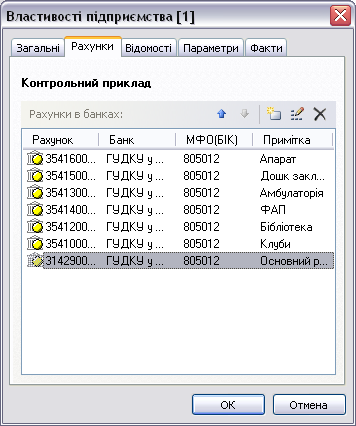 Властивості підприємства [1]
Загальні Рахунки Відомості Параметри Факти
Контрольний приклад
Рахунки в банках:
Рахунок Банк МФО(БІК) Примітка
3541600... ГУДКУ у ... 805012 Апарат
3541500... ГУДКУ у ... 805012 Дошк закл...
3541300... ГУДКУ у ... 805012 Амбулаторія
3541400... ГУДКУ у ... 805012 ФАП
3541200... ГУДКУ у ... 805012 Бібліотека
3541000... ГУДКУ у ... 805012 Клуби
3142900... ГУДКУ у ... 805012 Основний р...
ОК Отмена